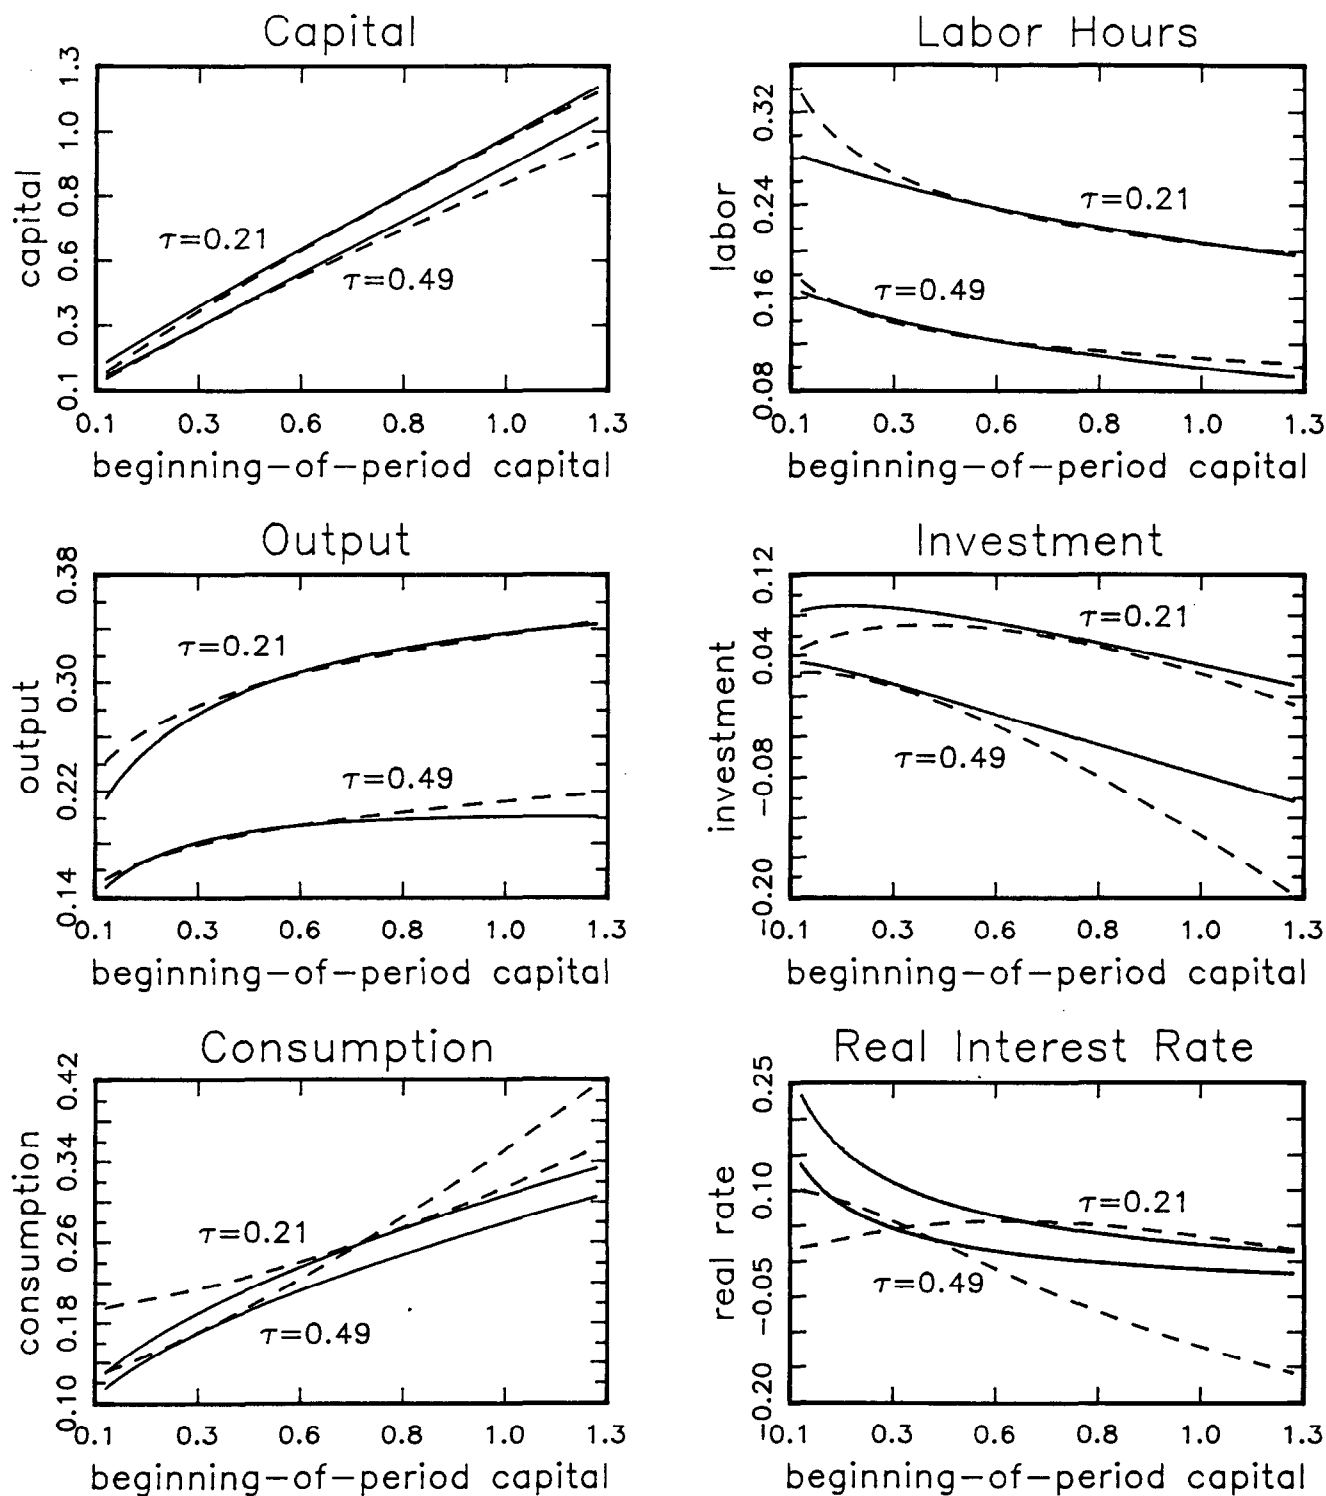 Capital
capital
1.3
1.0
0.8
0.6
0.3
0.1
τ=0.21
τ=0.49
0.1 0.3 0.6 0.8 1.0 1.3
beginning-of-period capital
Labor Hours
labor
0.32
0.24
0.16
0.08
τ=0.21
τ=0.49
0.1 0.3 0.6 0.8 1.0 1.3
beginning-of-period capital
Output
output
0.38
0.30
0.22
0.14
τ=0.21
τ=0.49
0.1 0.3 0.6 0.8 1.0 1.3
beginning-of-period capital
Investment
investment
0.12
0.04
-0.08
-0.20
τ=0.21
τ=0.49
0.1 0.3 0.6 0.8 1.0 1.3
beginning-of-period capital
Consumption
consumption
0.42
0.34
0.26
0.18
0.10
τ=0.21
τ=0.49
0.1 0.3 0.6 0.8 1.0 1.3
beginning-of-period capital
Real Interest Rate
real rate
0.25
0.10
-0.05
-0.20
τ=0.21
τ=0.49
0.1 0.3 0.6 0.8 1.0 1.3
beginning-of-period capital